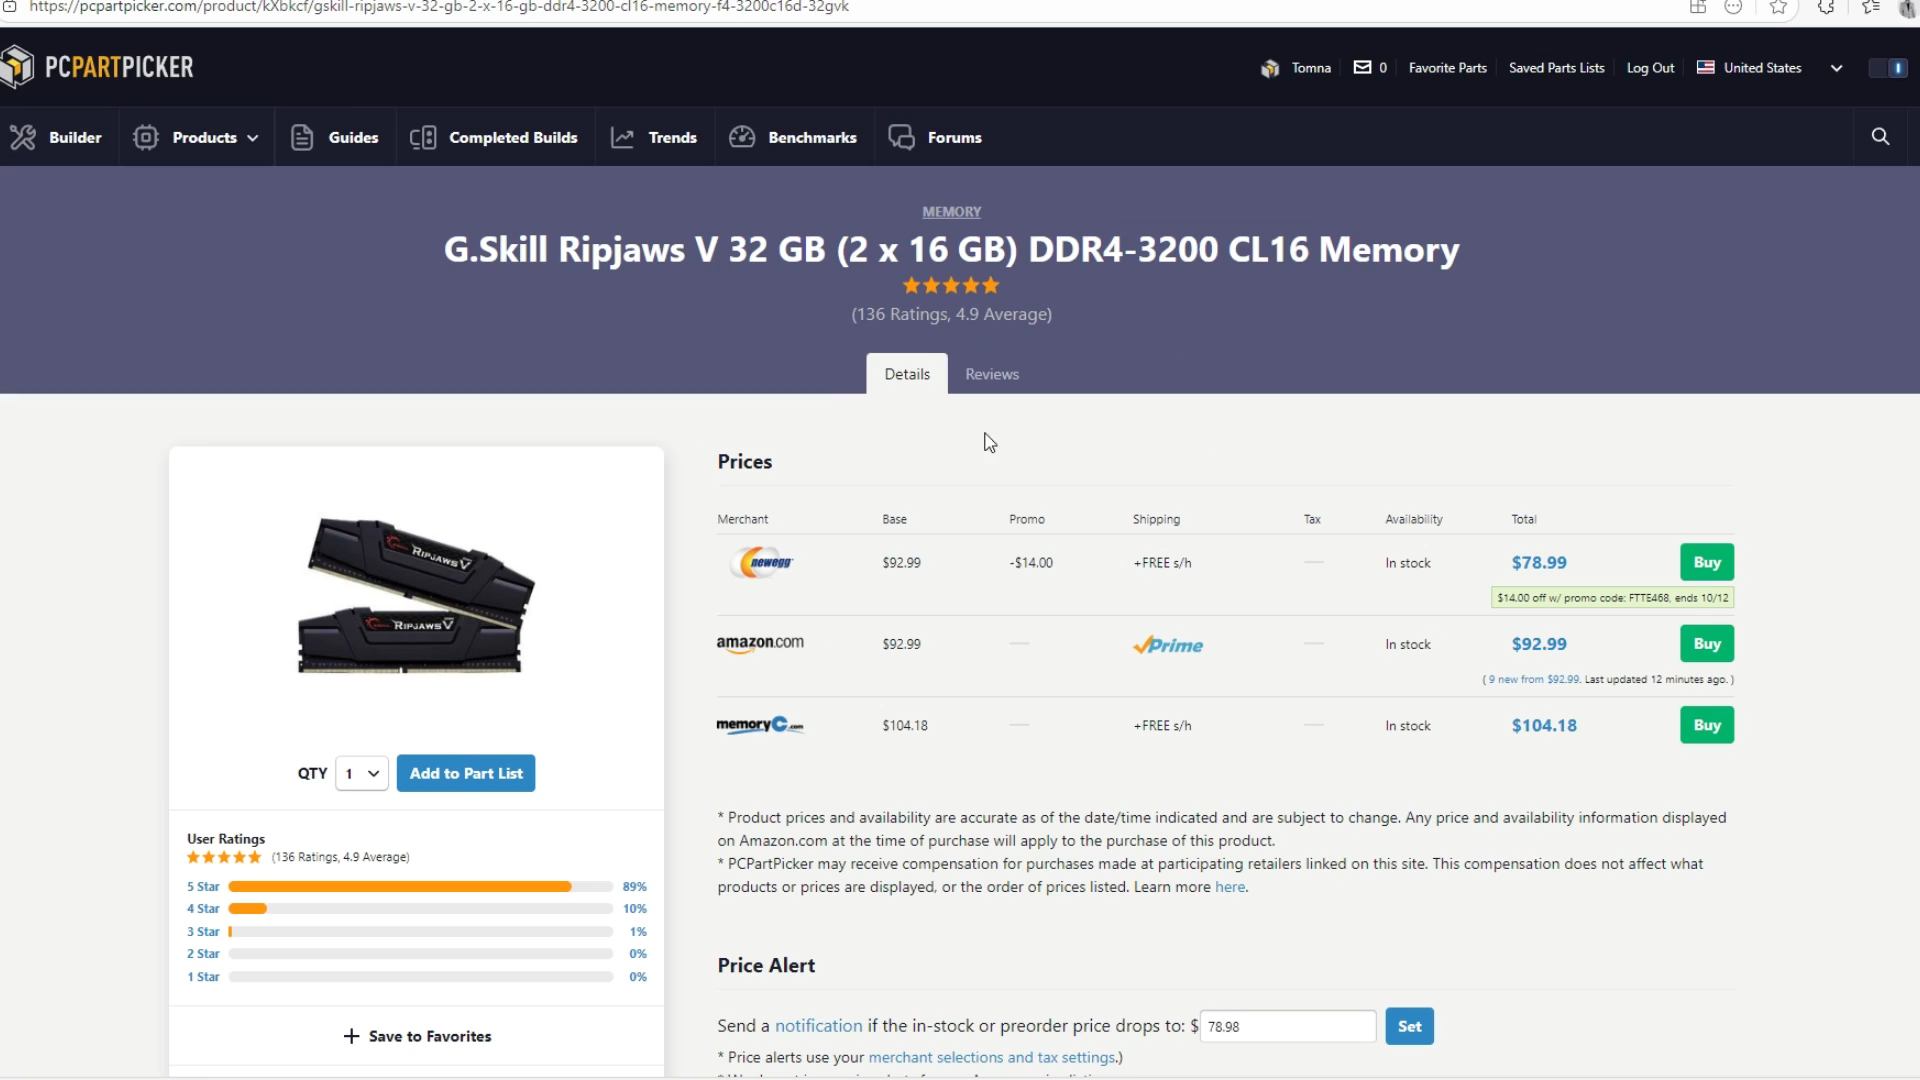 https://pcpartpicker.com/product/kXbkcf/gskill-ripjaws-v-32-gb-2-x-16-gb-ddr4-3200-cl16-memory-f4-3200c16d-32gvk
PCPARTPICKER
Tomna
0
Favorite Parts
Saved Parts Lists
Log Out
United States
Builder
Products
Guides
Completed Builds
Trends
Benchmarks
Forums
MEMORY
G.Skill Ripjaws V 32 GB (2 x 16 GB) DDR4-3200 CL16 Memory
(136 Ratings, 4.9 Average)
Details
Reviews
RIPJAWS V
RIPJAWS V
QTY 1 Add to Part List
User Ratings
(136 Ratings, 4.9 Average)
5 Star 89%
4 Star 10%
3 Star 1%
2 Star 0%
1 Star 0%
+ Save to Favorites
Prices
Merchant Base Promo Shipping Tax Availability Total
newegg $92.99 -$14.00 +FREE s/h — In stock $78.99 Buy
$14.00 off w/ promo code: FTTE468, ends 10/12
amazon.com $92.99 — Prime — In stock $92.99 Buy
( 9 new from $92.99. Last updated 12 minutes ago. )
memoryC.com $104.18 — +FREE s/h — In stock $104.18 Buy
* Product prices and availability are accurate as of the date/time indicated and are subject to change. Any price and availability information displayed
on Amazon.com at the time of purchase will apply to the purchase of this product.
* PCPartPicker may receive compensation for purchases made at participating retailers linked on this site. This compensation does not affect what
products or prices are displayed, or the order of prices listed. Learn more here.
Price Alert
Send a notification if the in-stock or preorder price drops to: $ 78.98 Set
* Price alerts use your merchant selections and tax settings.)